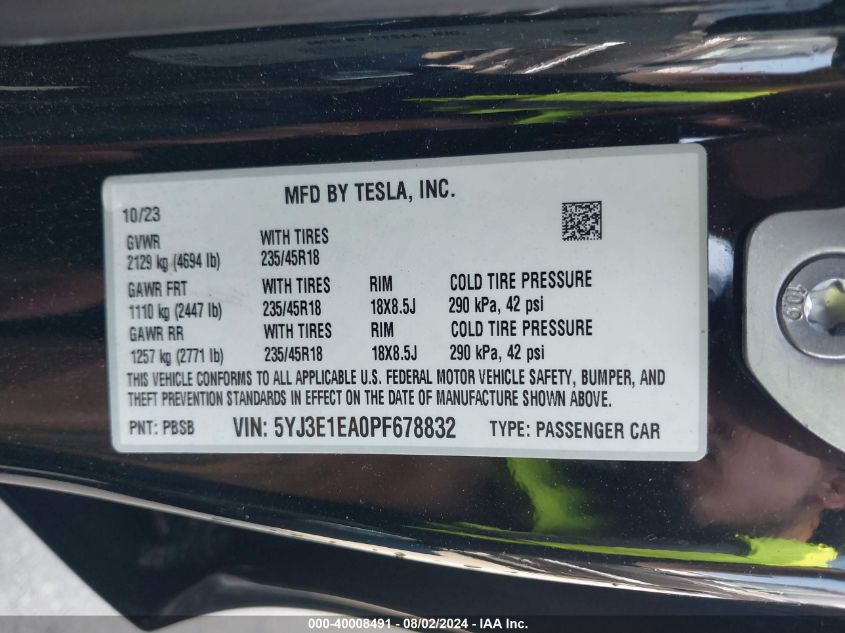 MFD BY TESLA, INC.
10/23
GVWR WITH TIRES
2129 kg (4694 lb) 235/45R18
GAWR FRT WITH TIRES RIM COLD TIRE PRESSURE
1110 kg (2447 lb) 235/45R18 18X8.5J 290 kPa, 42 psi
GAWR RR WITH TIRES RIM COLD TIRE PRESSURE
1257 kg (2771 lb) 235/45R18 18X8.5J 290 kPa, 42 psi
THIS VEHICLE CONFORMS TO ALL APPLICABLE U.S. FEDERAL MOTOR VEHICLE SAFETY, BUMPER, AND
THEFT PREVENTION STANDARDS IN EFFECT ON THE DATE OF MANUFACTURE SHOWN ABOVE.
PNT: PBSB VIN: 5YJ3E1EA0PF678832 TYPE: PASSENGER CAR
10.9
000-40008491 - 08/02/2024 - IAA Inc.